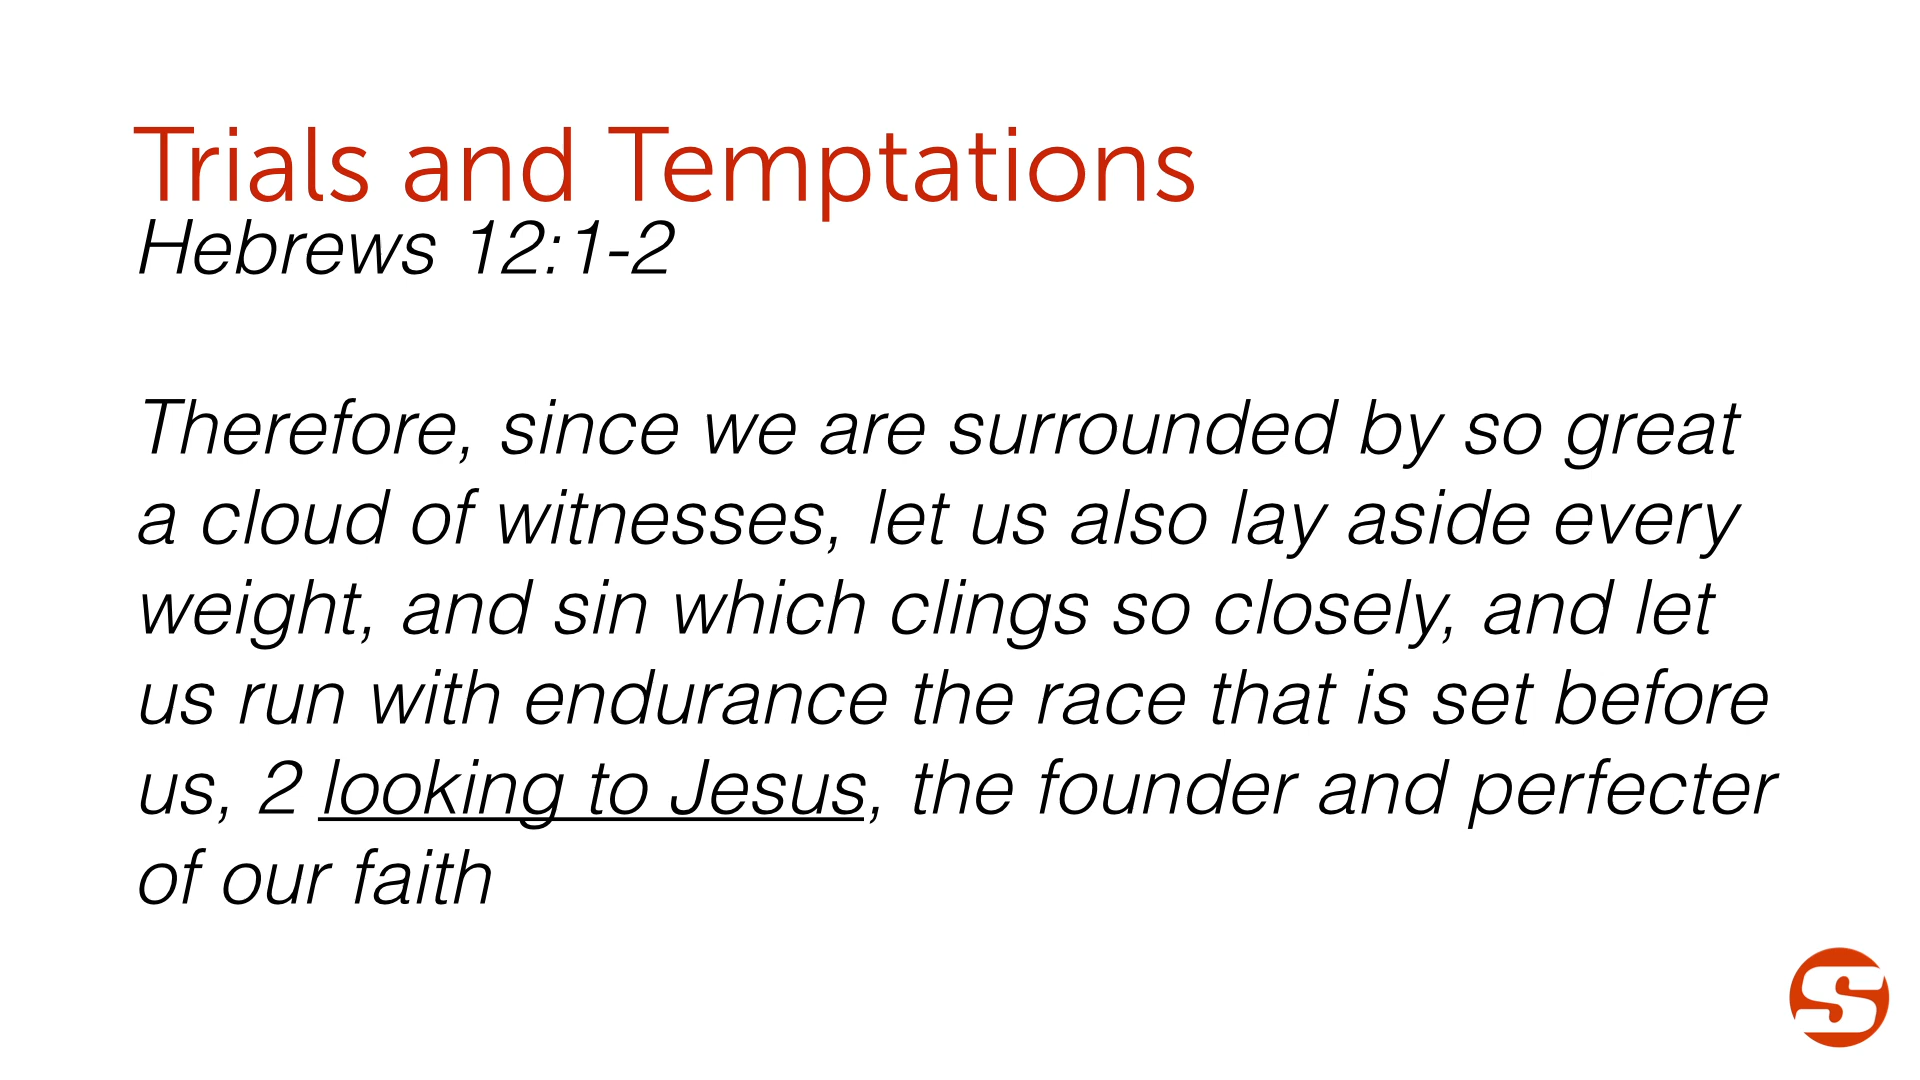 Trials and Temptations
Hebrews 12:1-2
Therefore, since we are surrounded by so great
a cloud of witnesses, let us also lay aside every
weight, and sin which clings so closely, and let
us run with endurance the race that is set before
us, 2 looking to Jesus, the founder and perfecter
of our faith
S